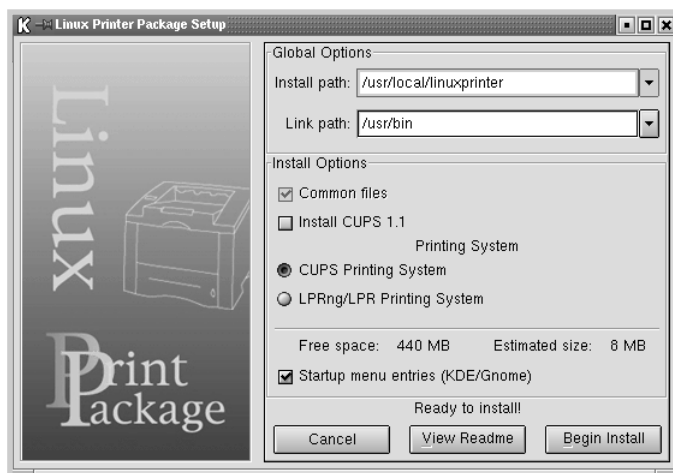 K Linux Printer Package Setup
Linux
Print
Package
Global Options
Install path: /usr/local/linuxprinter
Link path: /usr/bin
Install Options
Common files
Install CUPS 1.1
Printing System
CUPS Printing System
LPRng/LPR Printing System
Free space: 440 MB Estimated size: 8 MB
Startup menu entries (KDE/Gnome)
Ready to install!
Cancel View Readme Begin Install